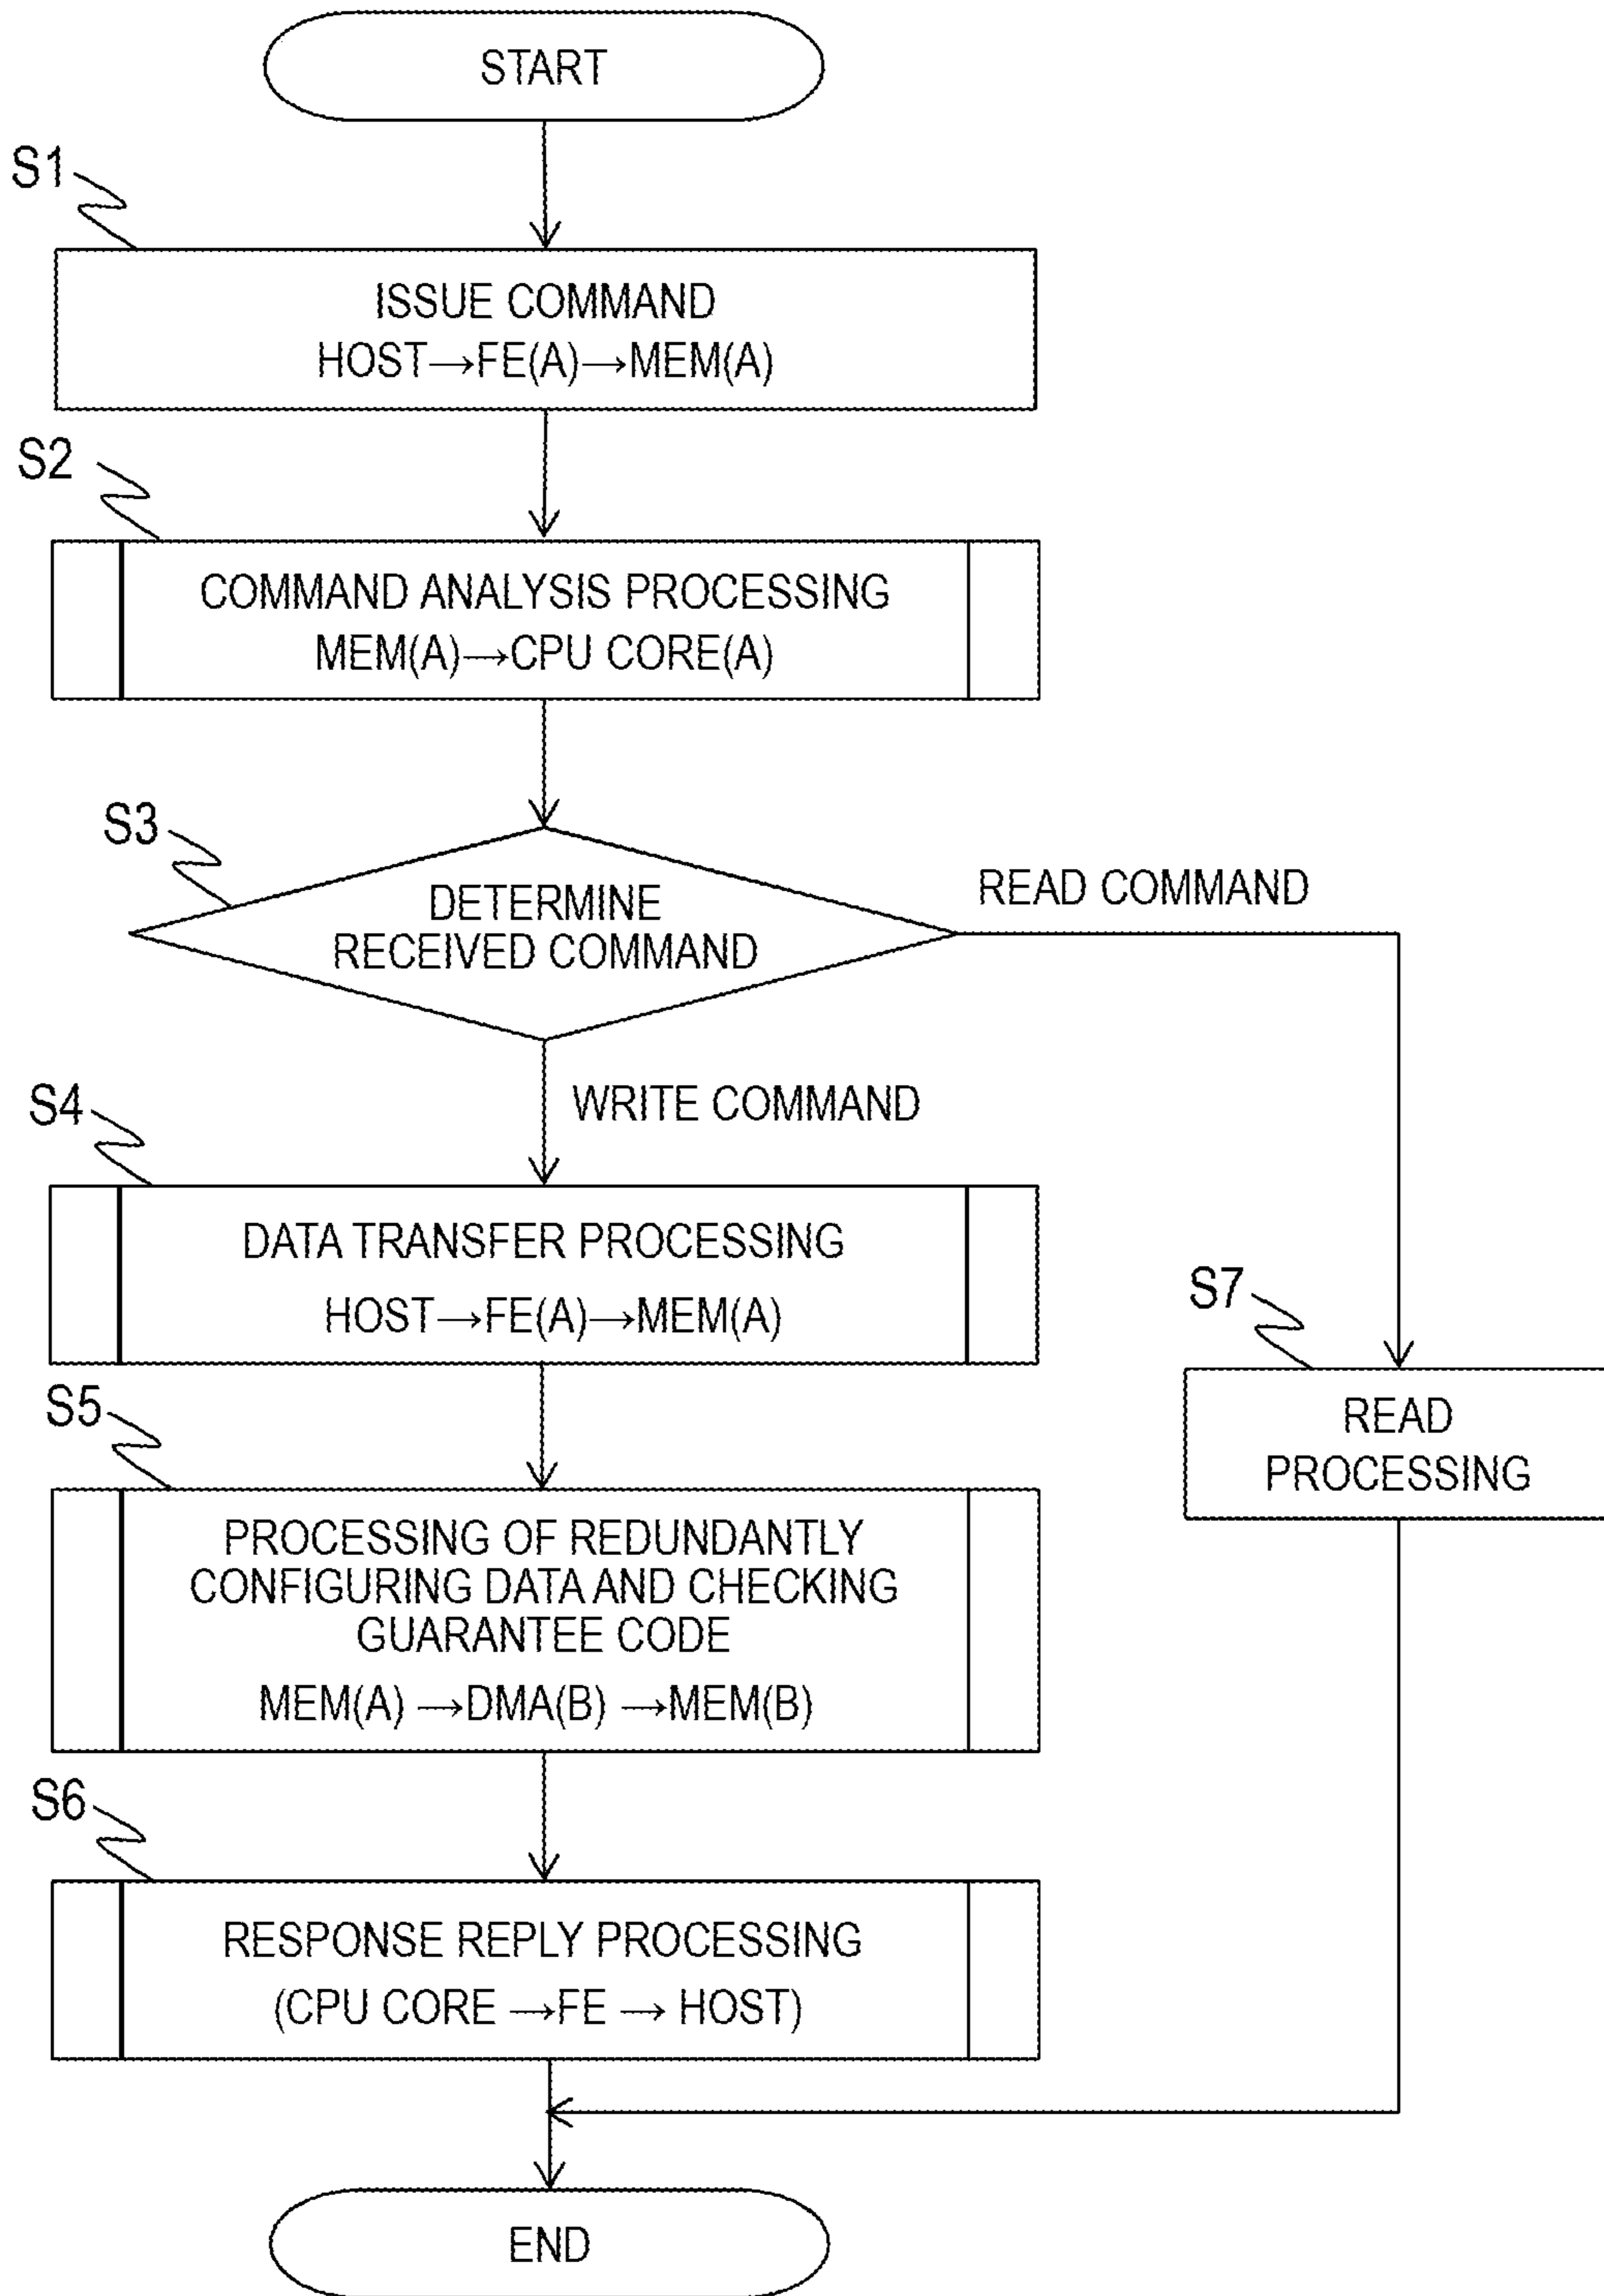 START
S1
ISSUE COMMAND
HOST→FE(A)→MEM(A)
S2
COMMAND ANALYSIS PROCESSING
MEM(A)→CPU CORE(A)
S3
DETERMINE
RECEIVED COMMAND
READ COMMAND
WRITE COMMAND
S4
DATA TRANSFER PROCESSING
HOST→FE(A)→MEM(A)
S7
READ
PROCESSING
S5
PROCESSING OF REDUNDANTLY
CONFIGURING DATA AND CHECKING
GUARANTEE CODE
MEM(A) →DMA(B) →MEM(B)
S6
RESPONSE REPLY PROCESSING
(CPU CORE →FE → HOST)
END